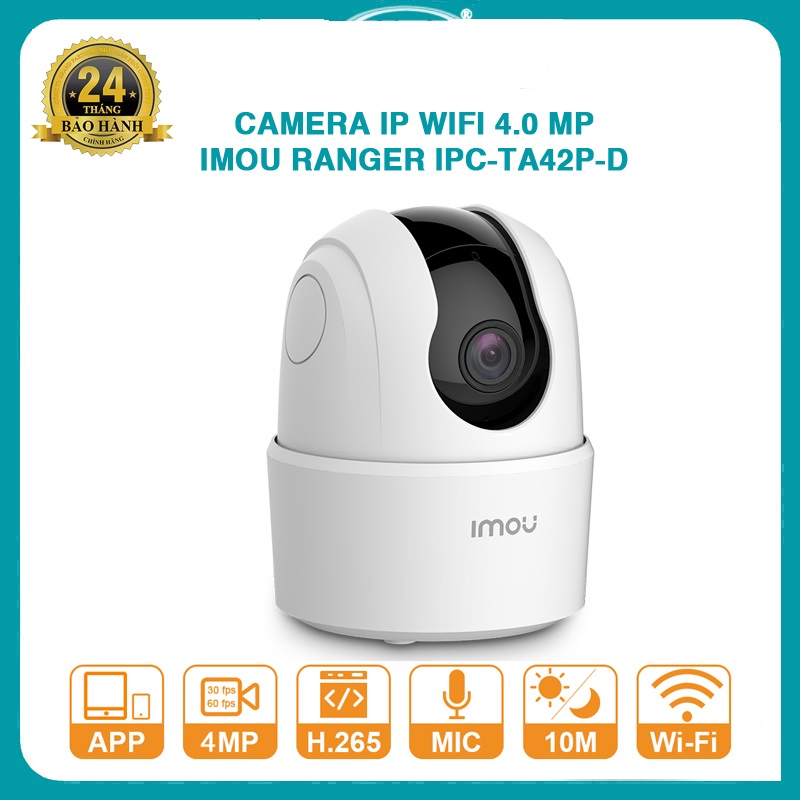 ®
24
THÁNG
BẢO HÀNH
CHÍNH HÃNG
CAMERA IP WIFI 4.0 MP
IMOU RANGER IPC-TA42P-D
imou
30 fps
60 fps
</>
APP
4MP
H.265
MIC
10M
Wi-Fi